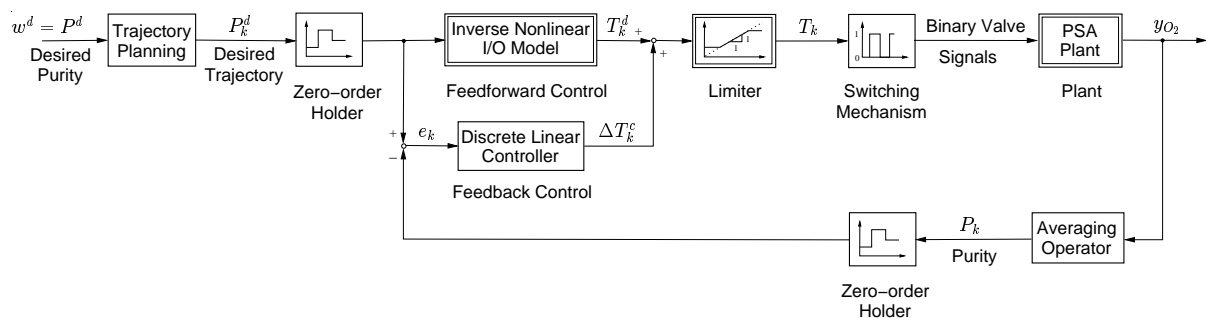 w^d = P^d
Desired
Purity
Trajectory
Planning
P_k^d
Desired
Trajectory
Zero−order
Holder
Inverse Nonlinear
I/O Model
Feedforward Control
T_k^d +
+
1
1
Limiter
T_k
1
0
Switching
Mechanism
Binary Valve
Signals
PSA
Plant
Plant
y_{O_2}
+
−
e_k
Discrete Linear
Controller
Feedback Control
ΔT_k^c
Zero−order
Holder
P_k
Purity
Averaging
Operator